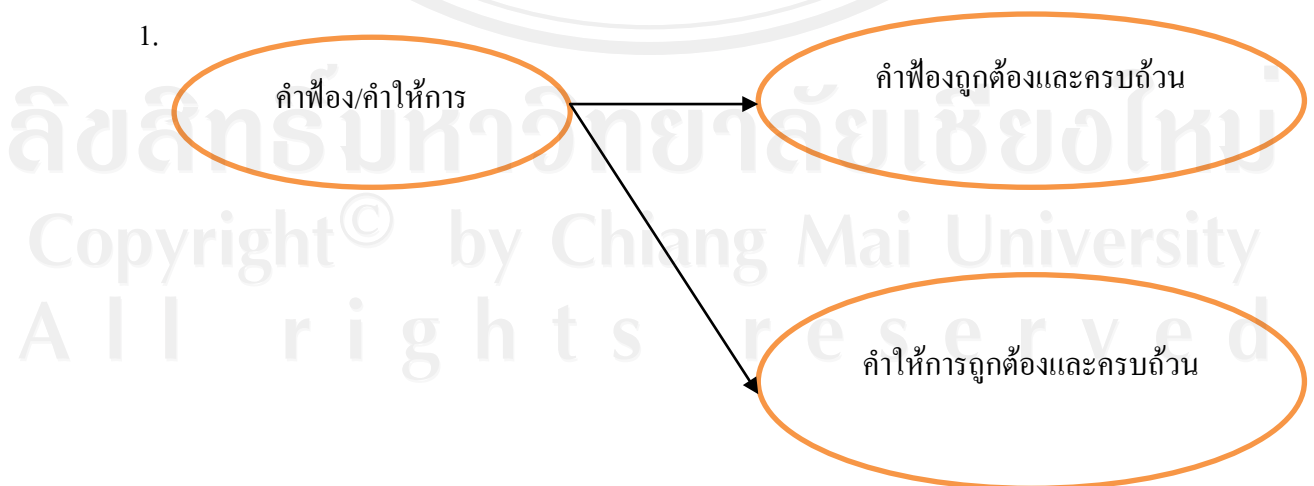 1.
คำฟ้อง/คำให้การ
คำฟ้องถูกต้องและครบถ้วน
ลิขสิทธิ์มหาวิทยาลัยเชียงใหม่
Copyright© by Chiang Mai University
All rights reserved
คำให้การถูกต้องและครบถ้วน